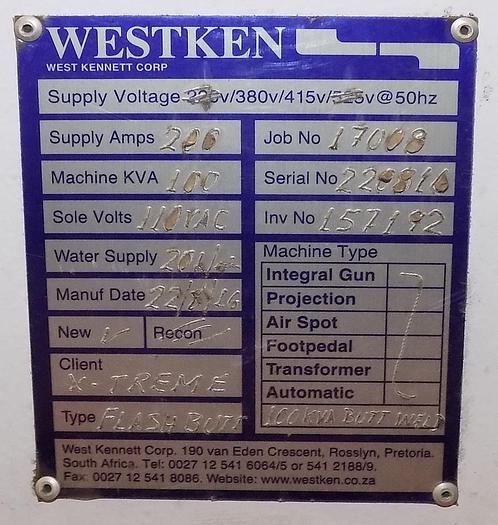 WESTKEN
WEST KENNETT CORP
Supply Voltage 220v/380v/415v/525v@50hz
Supply Amps 200
Job No 17008
Machine KVA 100
Serial No
Sole Volts 110VAC
Inv No 157192
Water Supply
Machine Type
Manuf Date
Integral Gun
Projection
Air Spot
Footpedal
Transformer
Automatic
New Recon
Client
X-TREME
Type FLASH BUTT
100KVA BUTT WELD
West Kennett Corp. 190 van Eden Crescent, Rosslyn, Pretoria.
South Africa. Tel: 0027 12 541 6064/5 or 541 2188/9.
Fax: 0027 12 541 8086. Website: www.westken.co.za